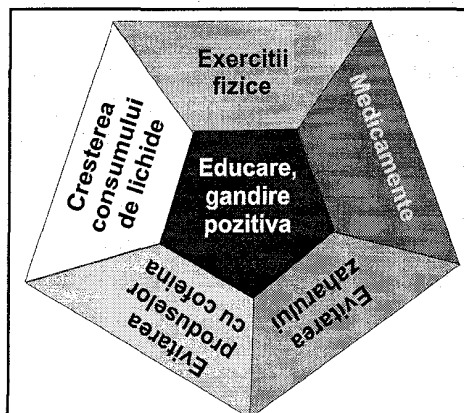 Exercitii
fizice
Medicamente
Cresterea
consumului
de lichide
Educare,
gandire
pozitiva
Evitarea
produselor
cu cofeina
Evitarea
zaharului